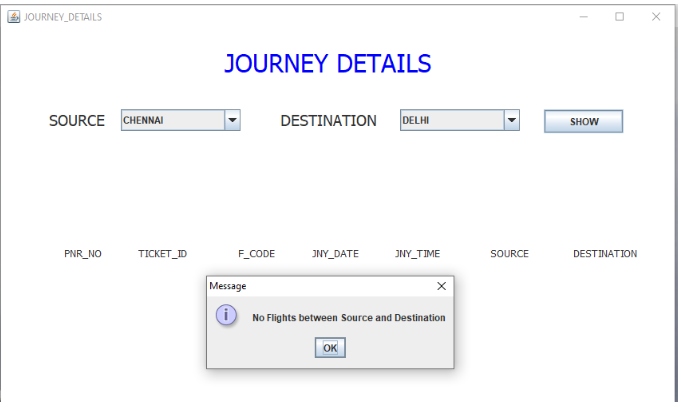 JOURNEY_DETAILS
JOURNEY DETAILS
SOURCE CHENNAI DESTINATION DELHI SHOW
PNR_NO TICKET_ID F_CODE JNY_DATE JNY_TIME SOURCE DESTINATION
Message
i No Flights between Source and Destination
OK